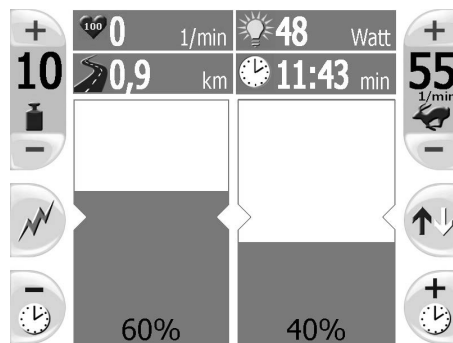 + 100 0 1/min 48 Watt +
10 0,9 km 11:43 min 55
1/min
− −
− +
60% 40%